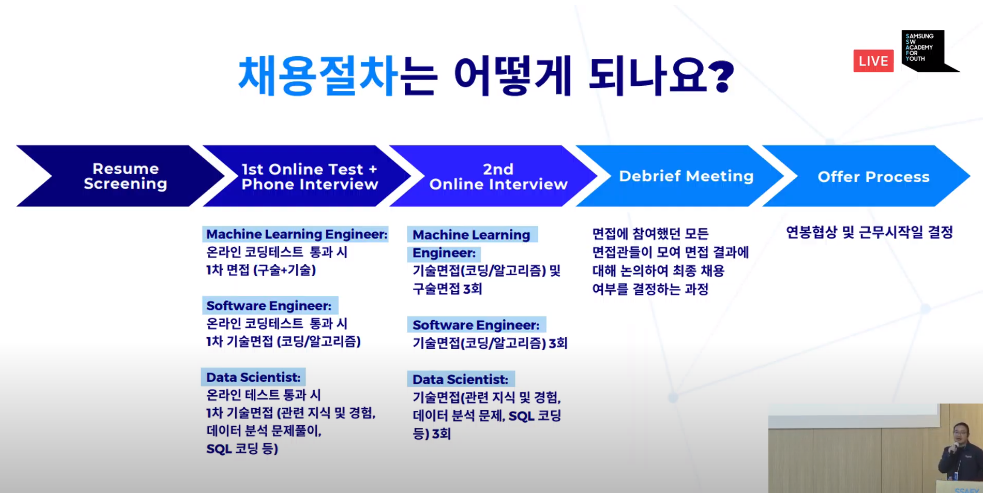 채용절차는 어떻게 되나요?
LIVE
SAMSUNG
SW
ACADEMY
FOR
YOUTH
Resume
Screening
1st Online Test +
Phone Interview
2nd
Online Interview
Debrief Meeting
Offer Process
Machine Learning Engineer:
온라인 코딩테스트 통과 시
1차 면접 (구술+기술)
Software Engineer:
온라인 코딩테스트 통과 시
1차 기술면접 (코딩/알고리즘)
Data Scientist:
온라인 테스트 통과 시
1차 기술면접 (관련 지식 및 경험,
데이터 분석 문제풀이,
SQL 코딩 등)
Machine Learning
Engineer:
기술면접(코딩/알고리즘) 및
구술면접 3회
Software Engineer:
기술면접(코딩/알고리즘) 3회
Data Scientist:
기술면접(관련 지식 및 경험,
데이터 분석 문제, SQL 코딩
등) 3회
면접에 참여했던 모든
면접관들이 모여 면접 결과에
대해 논의하여 최종 채용
여부를 결정하는 과정
연봉협상 및 근무시작일 결정